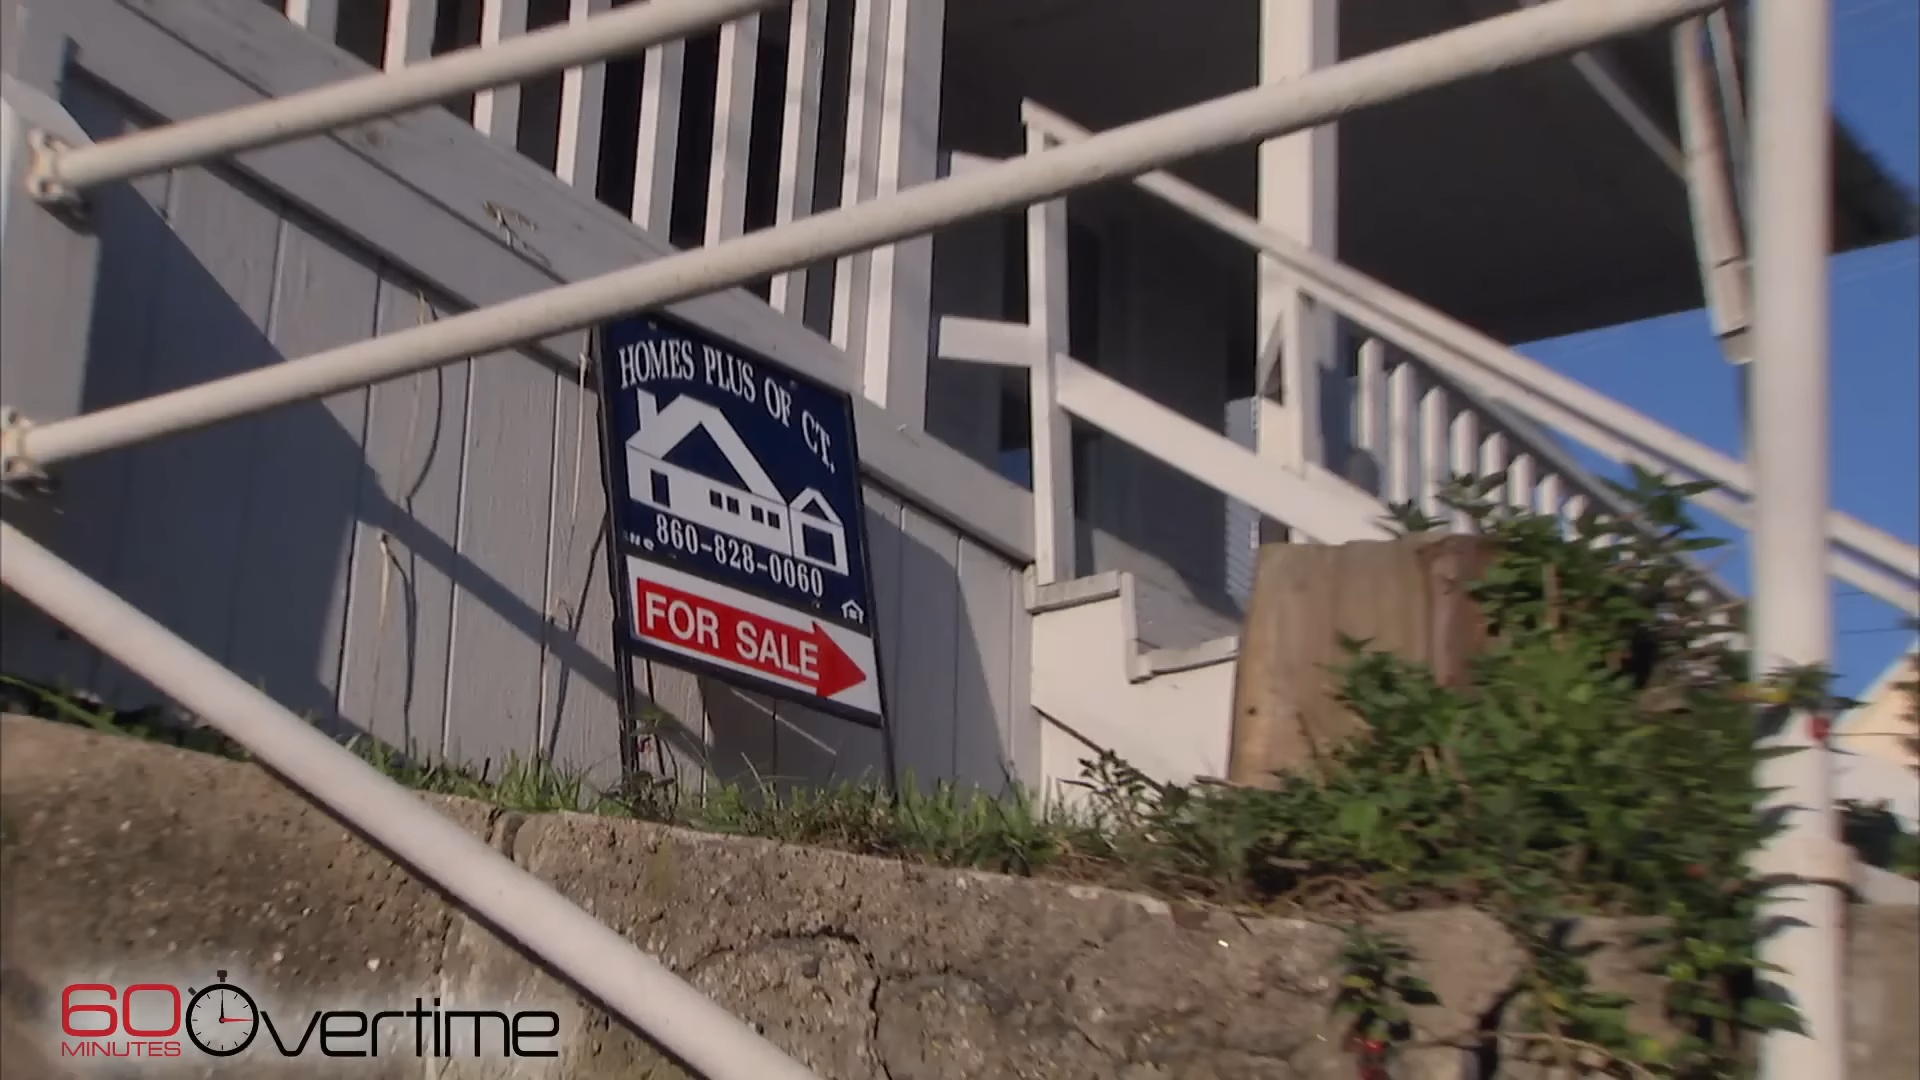 HOMES PLUS OF CT.
860-828-0060
FOR SALE
60 Overtime
MINUTES